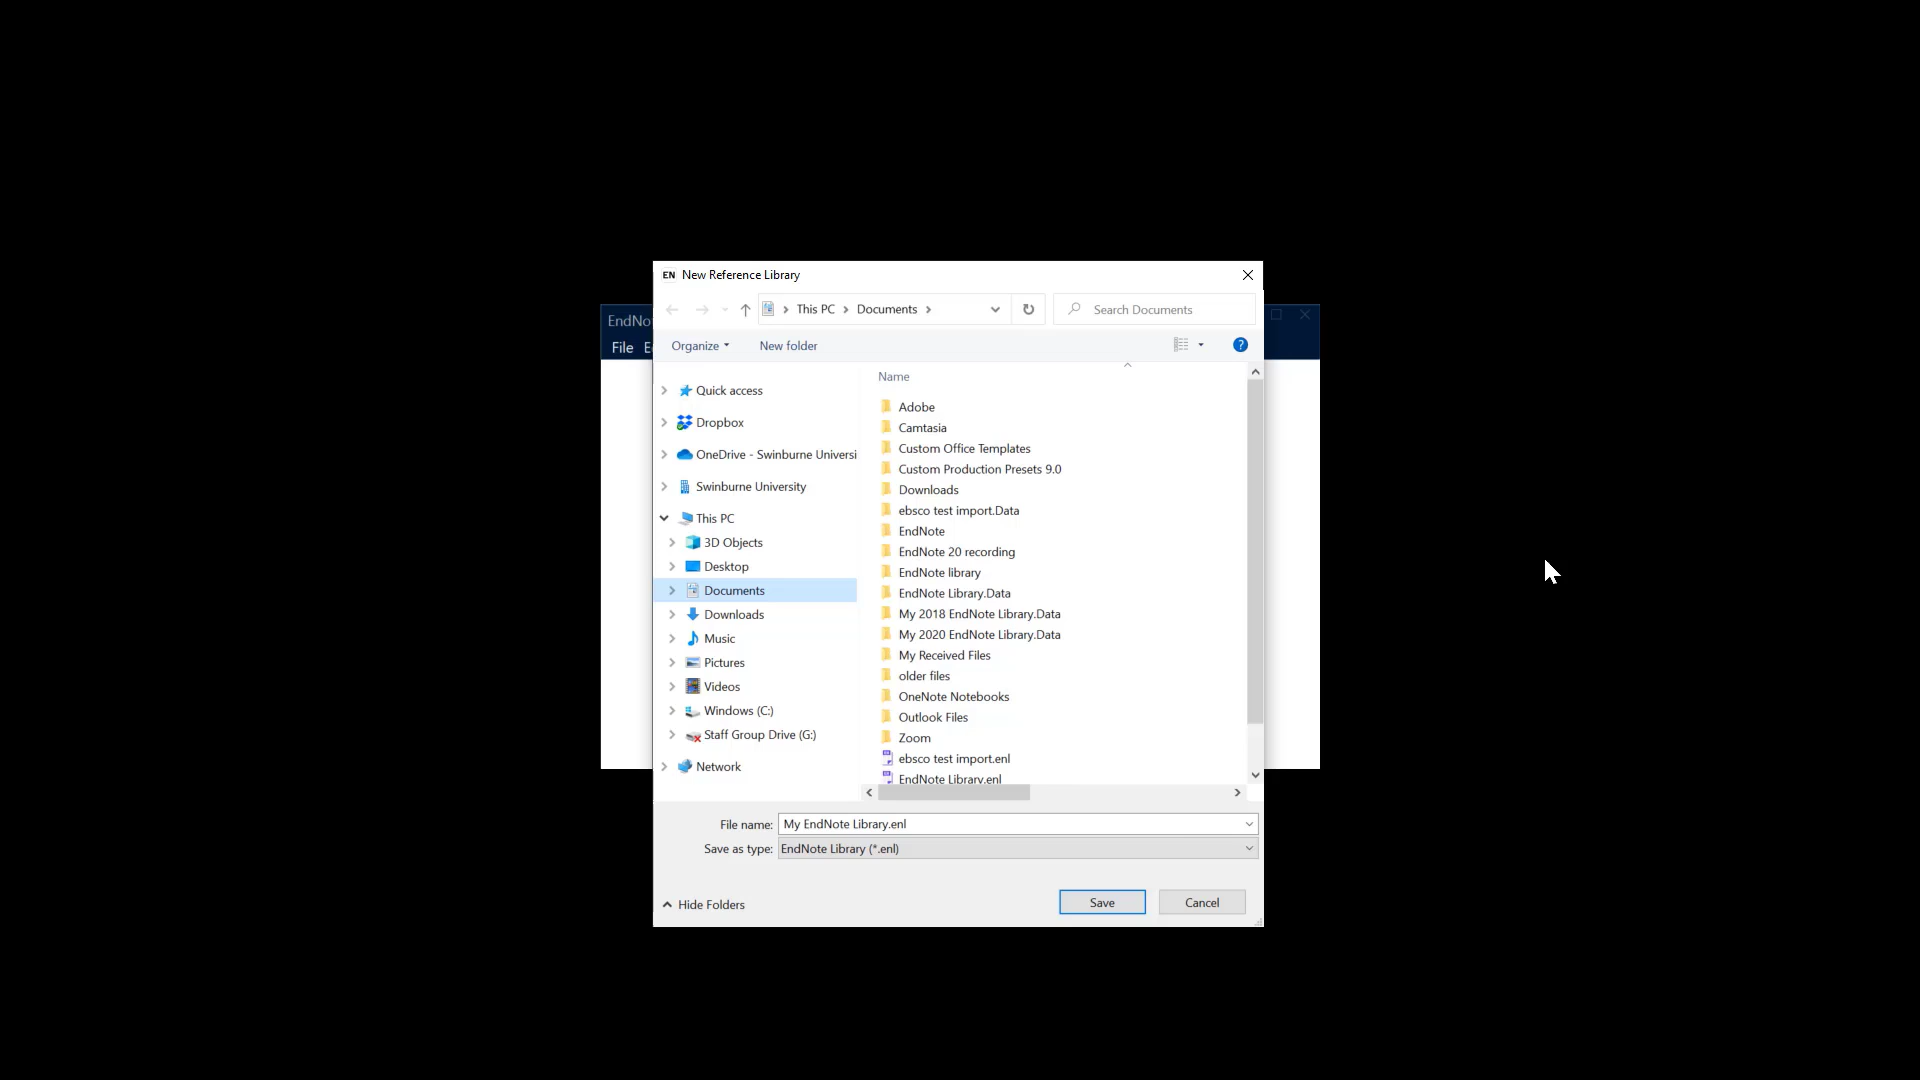 EN New Reference Library
EndNo
This PC Documents
Search Documents
File E
Organize
New folder
Name
Quick access
Dropbox
OneDrive - Swinburne Universi
Swinburne University
This PC
3D Objects
Desktop
Documents
Downloads
Music
Pictures
Videos
Windows (C:)
Staff Group Drive (G:)
Network
Adobe
Camtasia
Custom Office Templates
Custom Production Presets 9.0
Downloads
ebsco test import.Data
EndNote
EndNote 20 recording
EndNote library
EndNote Library.Data
My 2018 EndNote Library.Data
My 2020 EndNote Library.Data
My Received Files
older files
OneNote Notebooks
Outlook Files
Zoom
ebsco test import.enl
EndNote Library.enl
File name: My EndNote Library.enl
Save as type: EndNote Library (*.enl)
Hide Folders
Save
Cancel